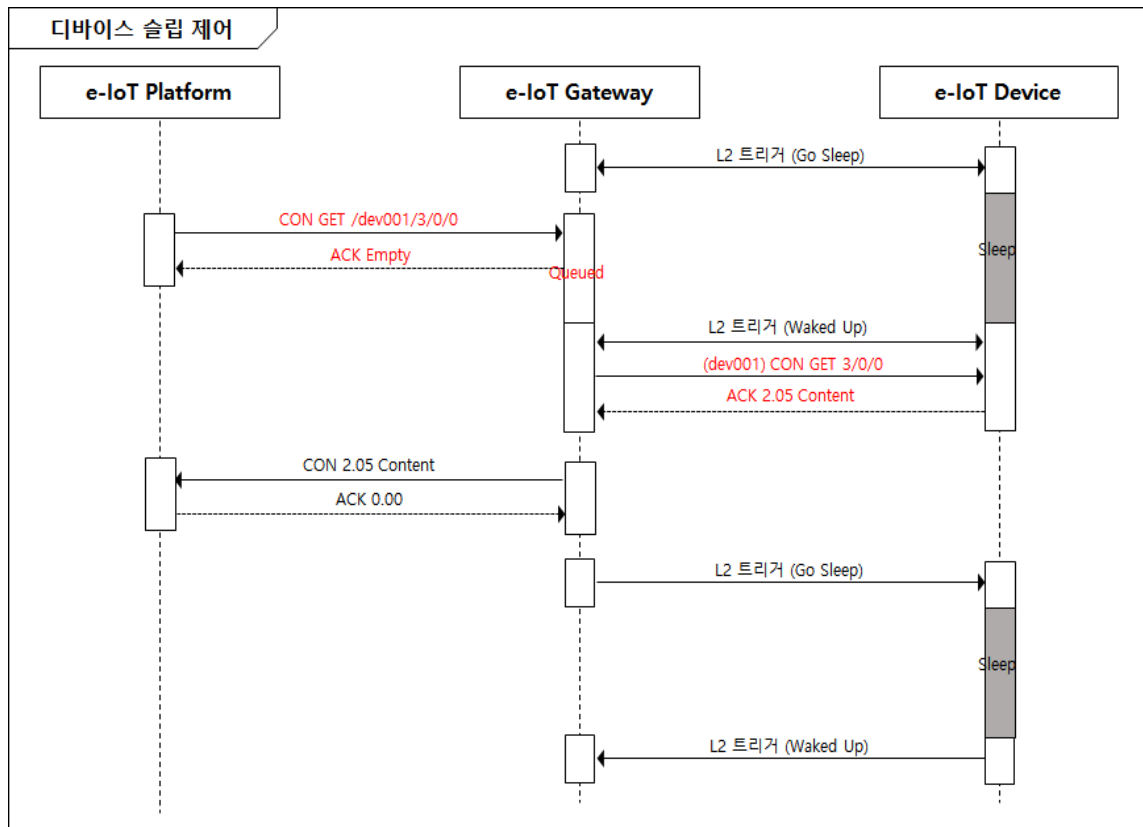 디바이스 슬립 제어
e-IoT Platform
e-IoT Gateway
e-IoT Device
L2 트리거 (Go Sleep)
CON GET /dev001/3/0/0
ACK Empty
Queued
Sleep
L2 트리거 (Waked Up)
(dev001) CON GET 3/0/0
ACK 2.05 Content
CON 2.05 Content
ACK 0.00
L2 트리거 (Go Sleep)
Sleep
L2 트리거 (Waked Up)